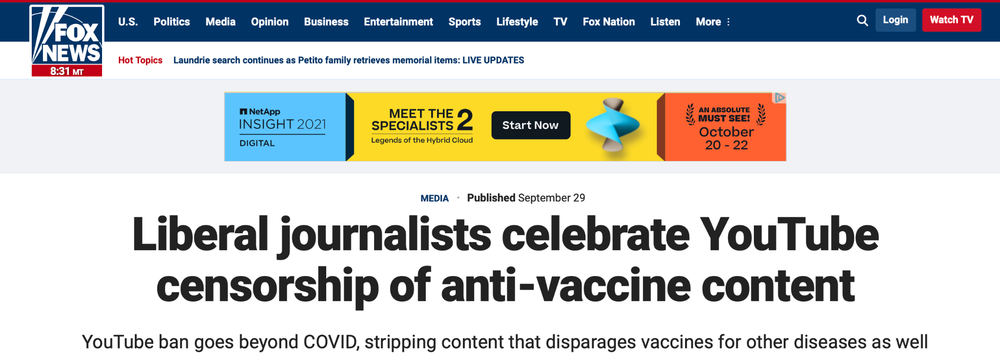 FOX
NEWS
8:31 MT
U.S. Politics Media Opinion Business Entertainment Sports Lifestyle TV Fox Nation Listen More
Login
Watch TV
Hot Topics Laundrie search continues as Petito family retrieves memorial items: LIVE UPDATES
NetApp
INSIGHT 2021
DIGITAL
MEET THE
SPECIALISTS 2
Legends of the Hybrid Cloud
Start Now
AN ABSOLUTE
MUST SEE!
October
20 - 22
MEDIA · Published September 29
Liberal journalists celebrate YouTube
censorship of anti-vaccine content
YouTube ban goes beyond COVID, stripping content that disparages vaccines for other diseases as well